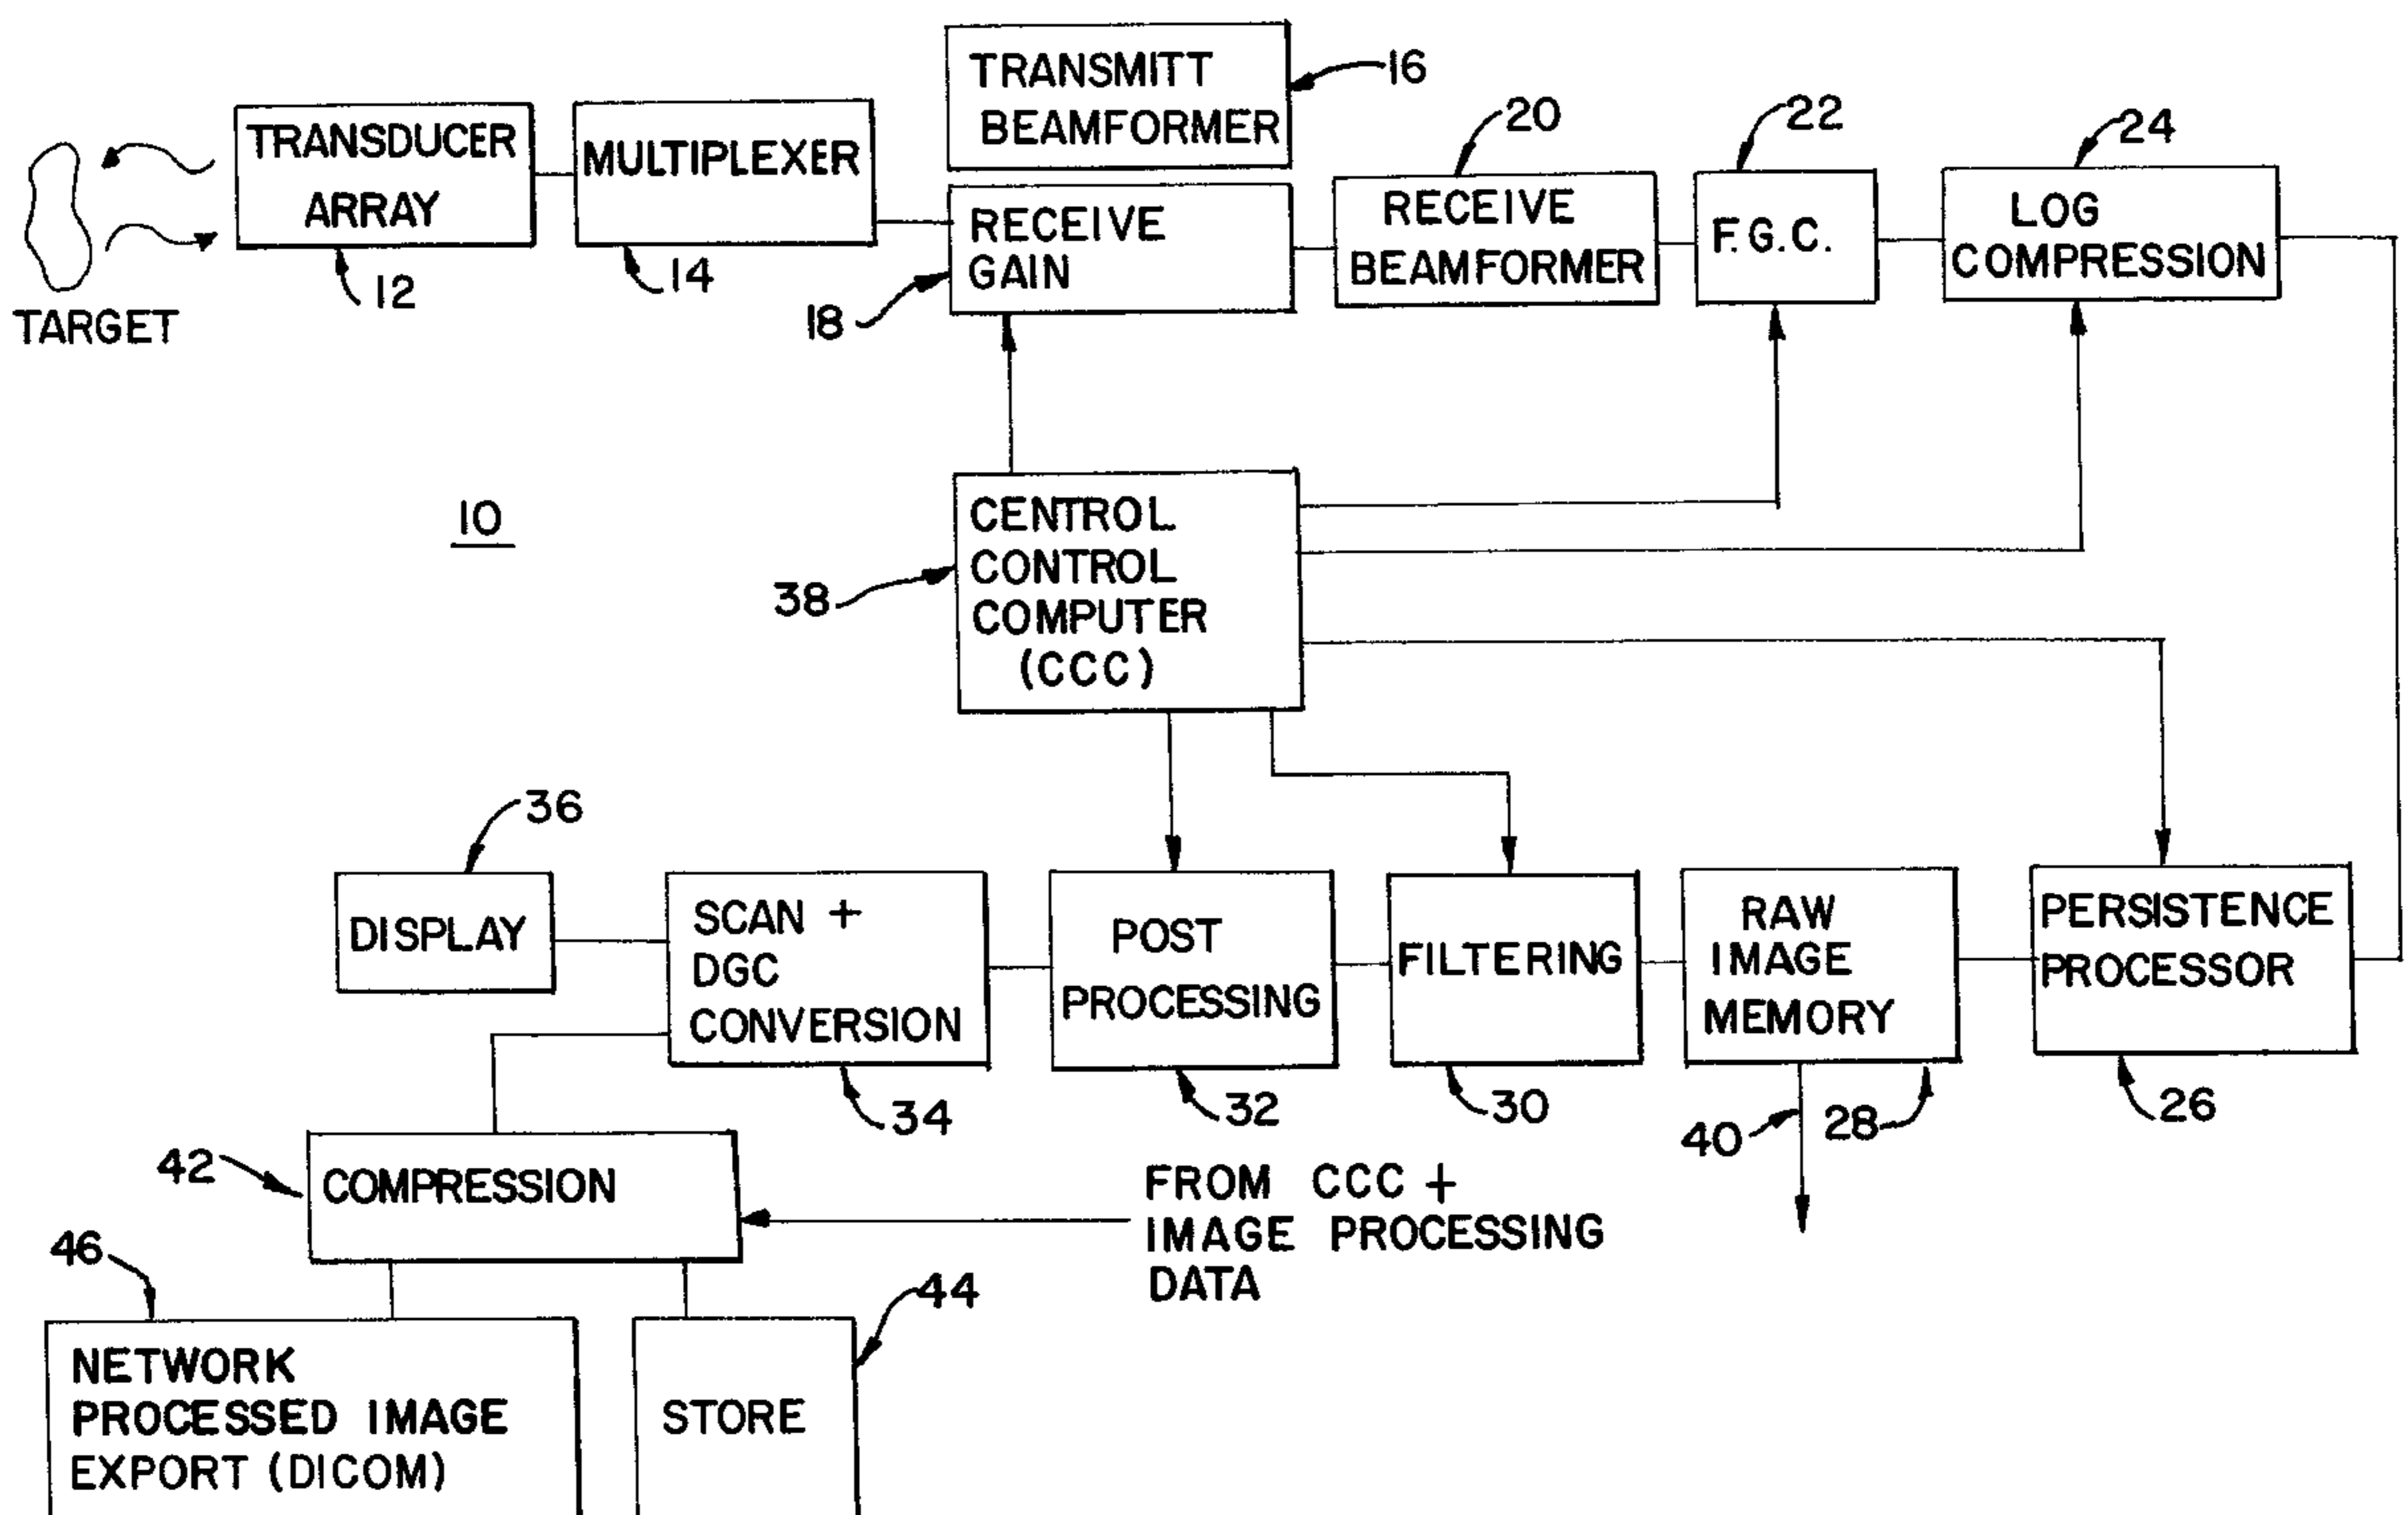 TRANSMITT
BEAMFORMER
16
TRANSDUCER
ARRAY
12
MULTIPLEXER
14
TARGET
RECEIVE
GAIN
18
RECEIVE
BEAMFORMER
20
F.G.C.
22
LOG
COMPRESSION
24
10
CENTROL
CONTROL
COMPUTER
(CCC)
38
36
DISPLAY
SCAN +
DGC
CONVERSION
34
POST
PROCESSING
32
FILTERING
30
RAW
IMAGE
MEMORY
40
28
PERSISTENCE
PROCESSOR
26
42
COMPRESSION
FROM CCC +
IMAGE PROCESSING
DATA
46
NETWORK
PROCESSED IMAGE
EXPORT (DICOM)
44
STORE